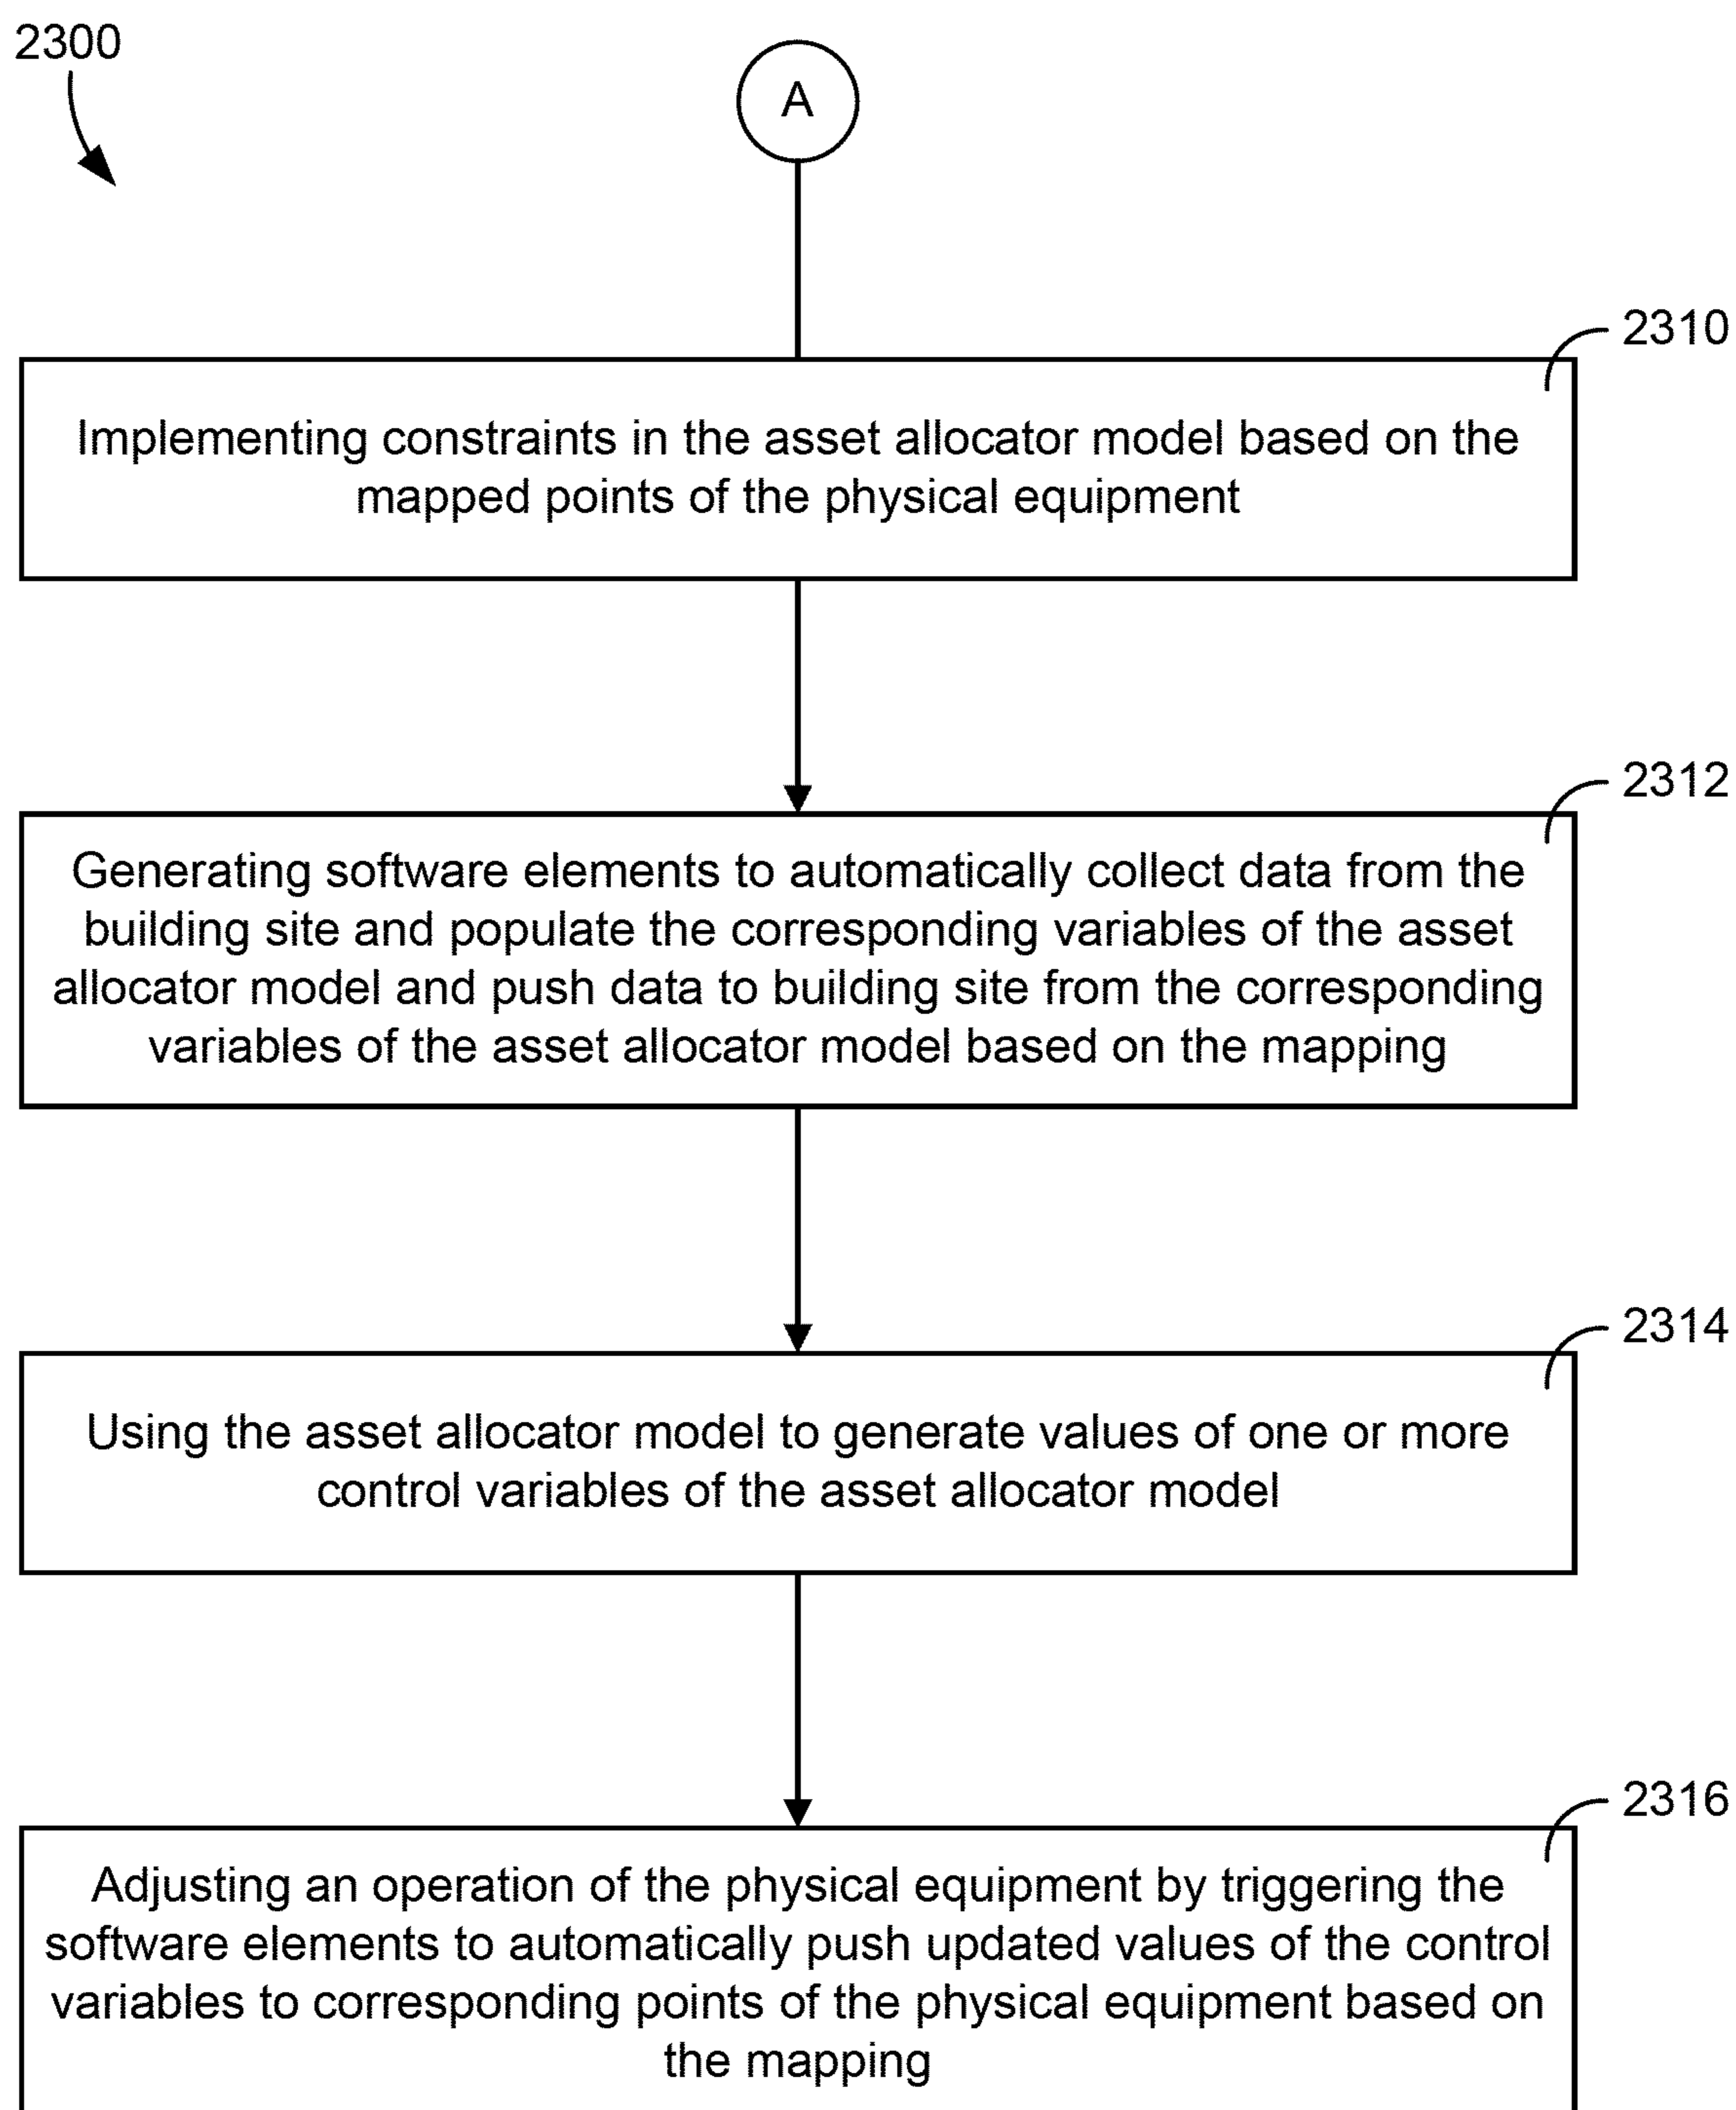 2300
A
2310
Implementing constraints in the asset allocator model based on the
mapped points of the physical equipment
2312
Generating software elements to automatically collect data from the
building site and populate the corresponding variables of the asset
allocator model and push data to building site from the corresponding
variables of the asset allocator model based on the mapping
2314
Using the asset allocator model to generate values of one or more
control variables of the asset allocator model
2316
Adjusting an operation of the physical equipment by triggering the
software elements to automatically push updated values of the control
variables to corresponding points of the physical equipment based on
the mapping